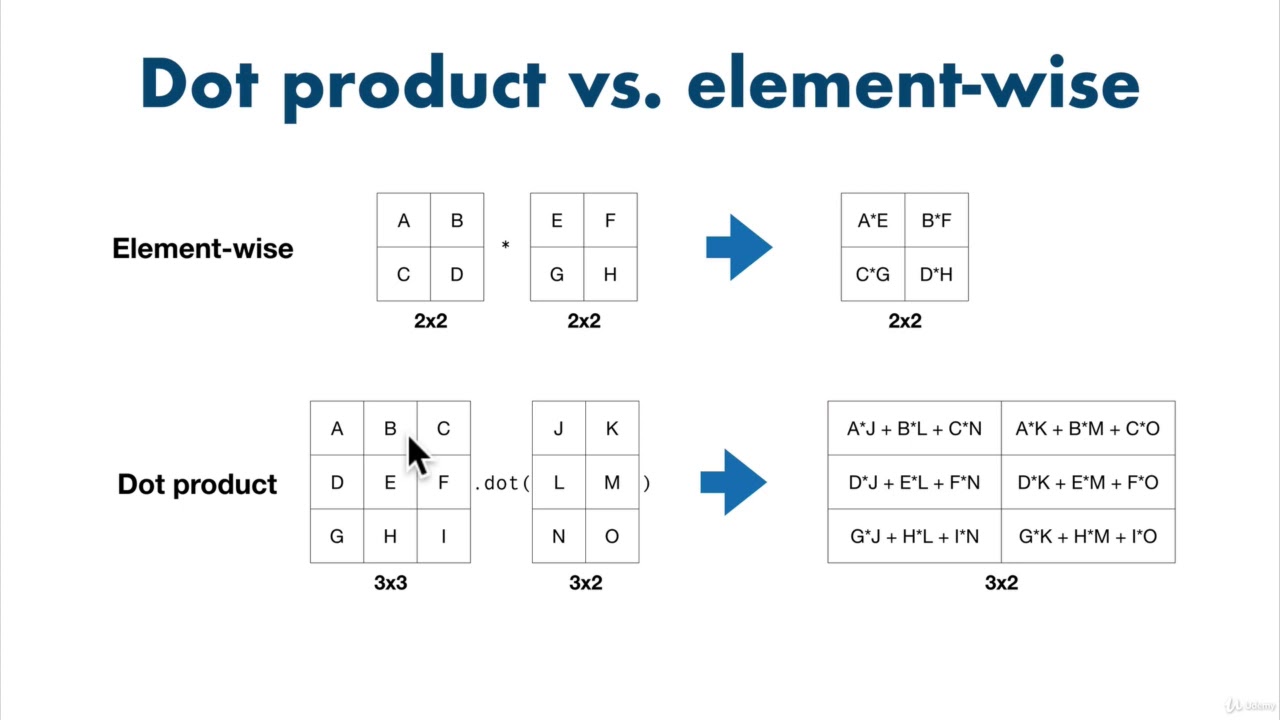 Dot product vs. element-wise
Element-wise
A B
C D
2x2
*
E F
G H
2x2
A*E B*F
C*G D*H
2x2
Dot product
A B C
D E F
G H I
3x3
.dot(
J K
L M
N O
)
3x2
A*J + B*L + C*N A*K + B*M + C*O
D*J + E*L + F*N D*K + E*M + F*O
G*J + H*L + I*N G*K + H*M + I*O
3x2
Udemy